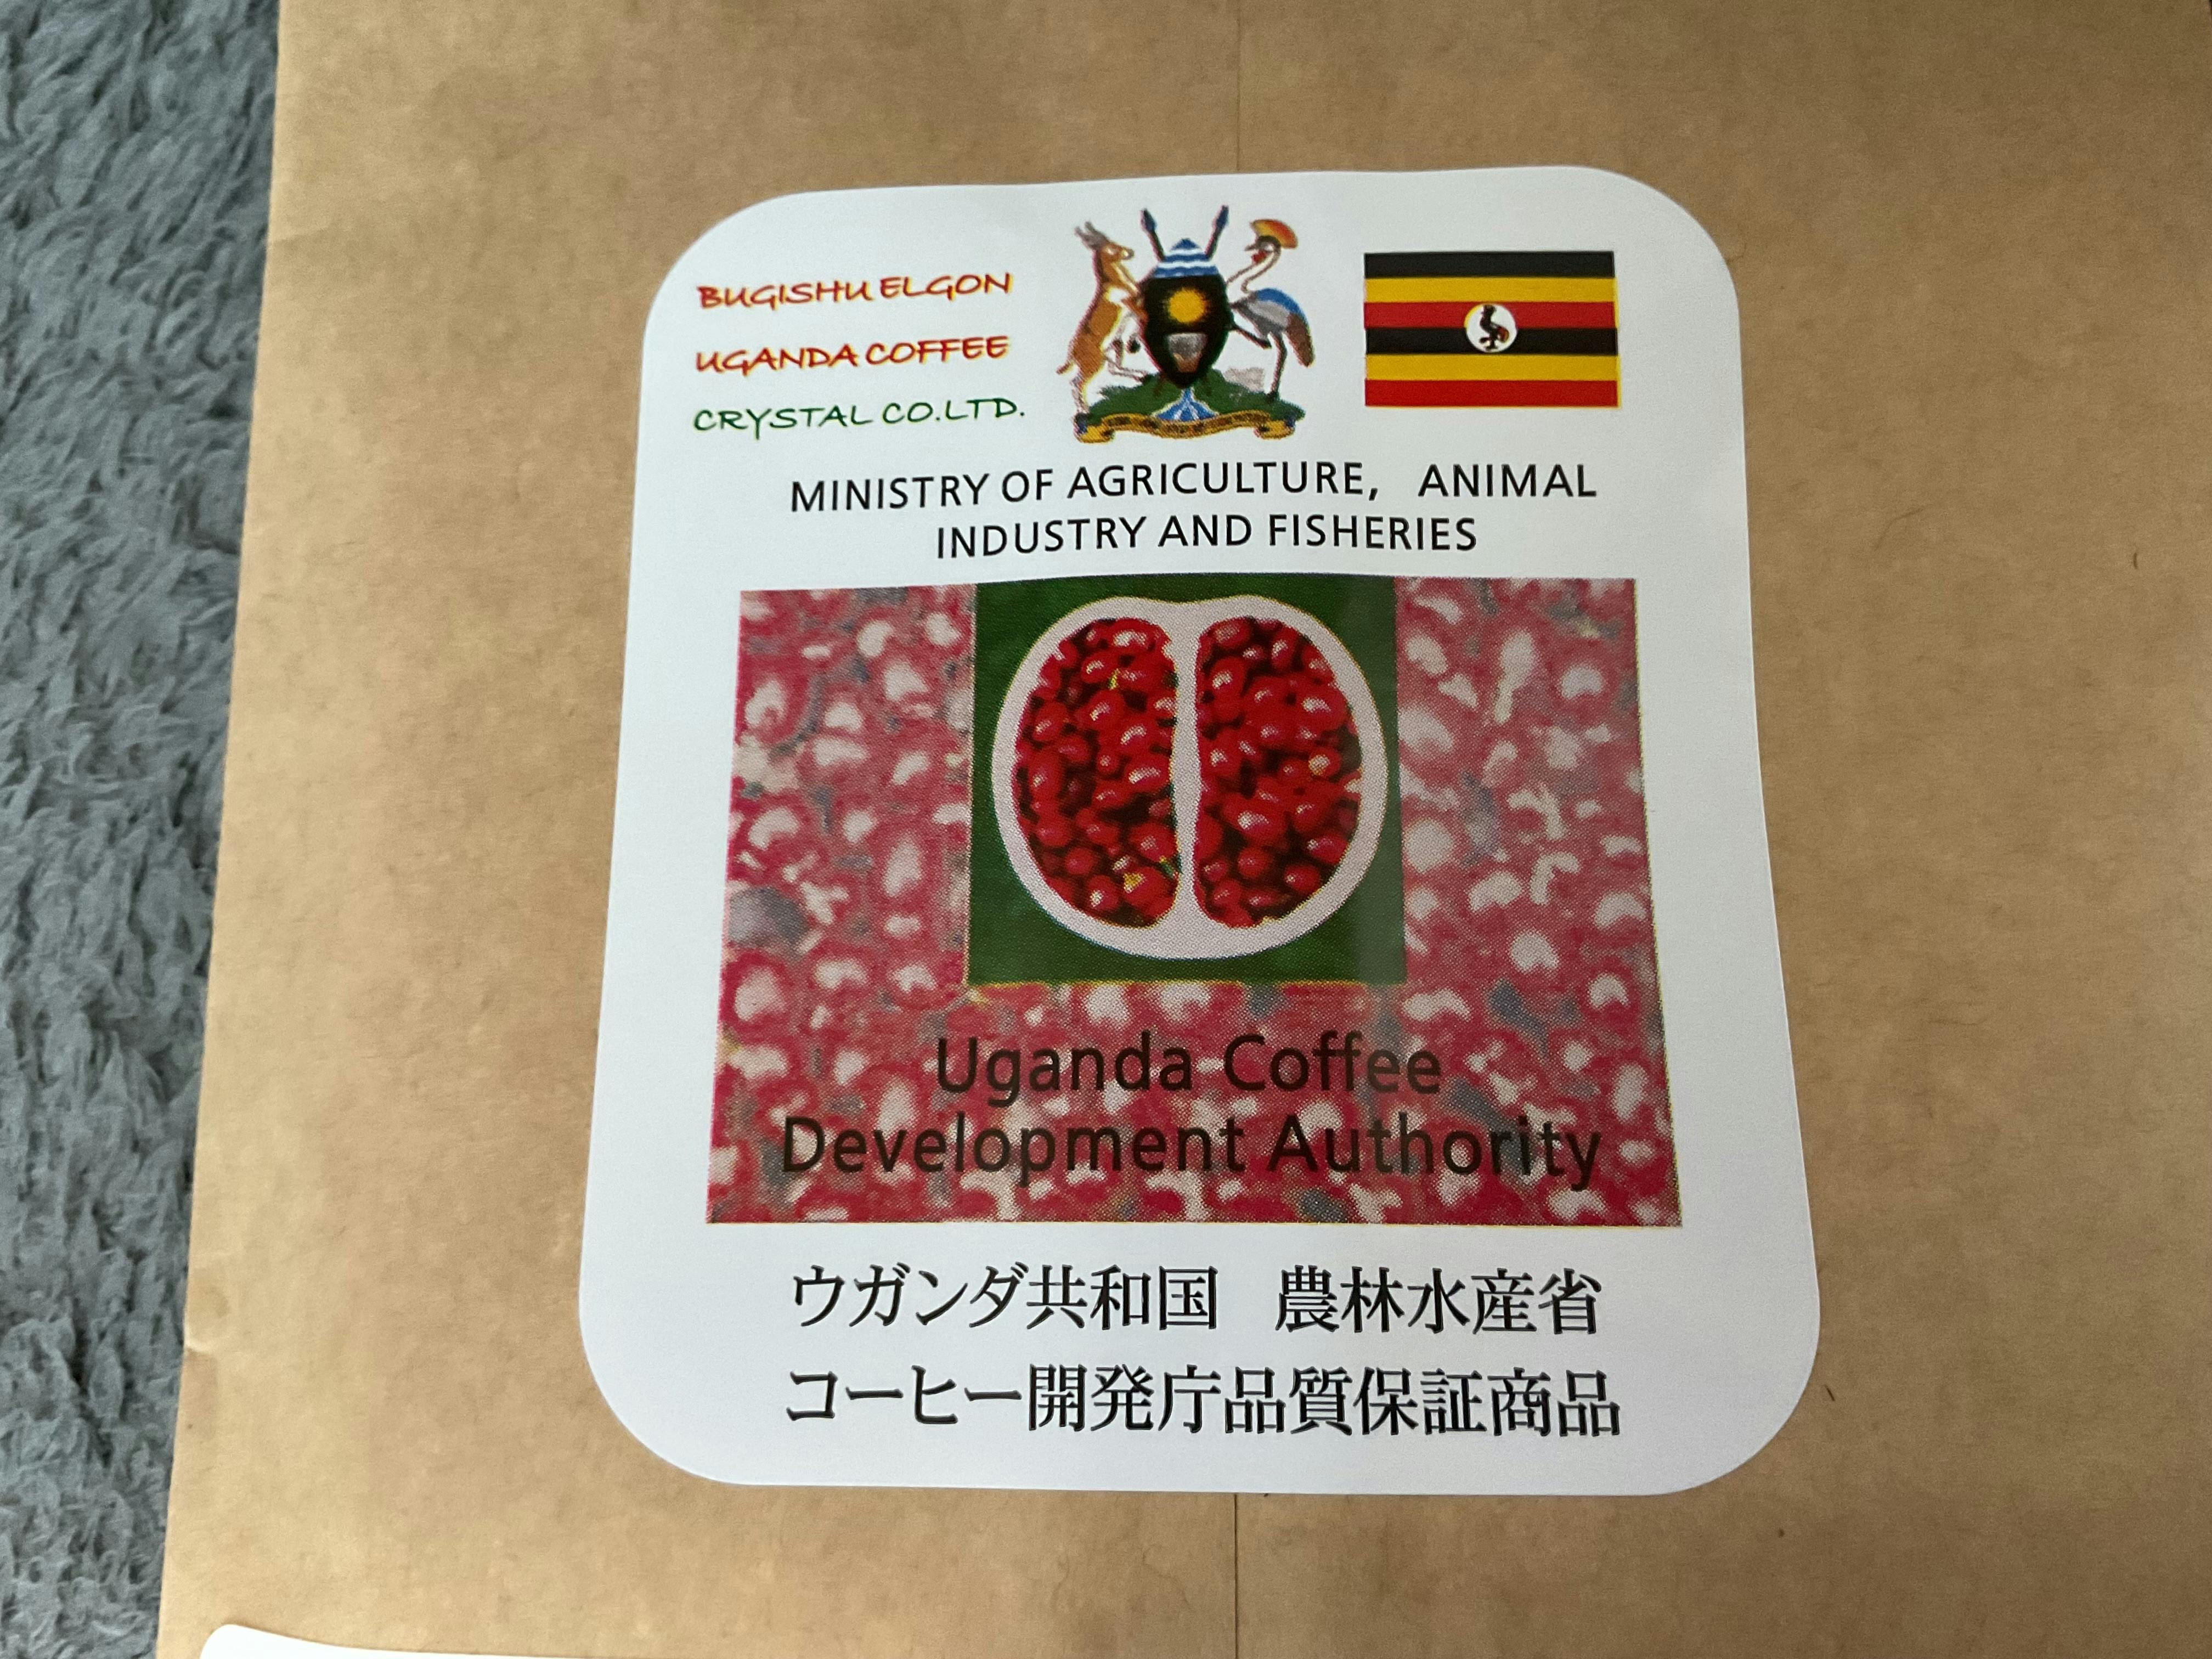 BUGISHU ELGON
UGANDA COFFEE
CRYSTAL CO.LTD.
MINISTRY OF AGRICULTURE, ANIMAL
INDUSTRY AND FISHERIES
Uganda Coffee
Development Authority
ウガンダ共和国 農林水産省
コーヒー開発庁品質保証商品